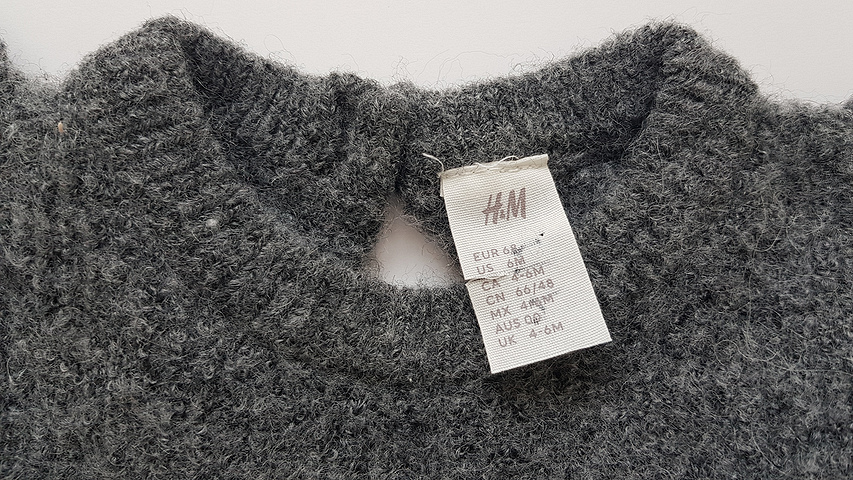 H&M
EUR 68
US 6M
CA 4-6M
CN 66/48
MX 4-6M
AUS 00
UK 4-6M